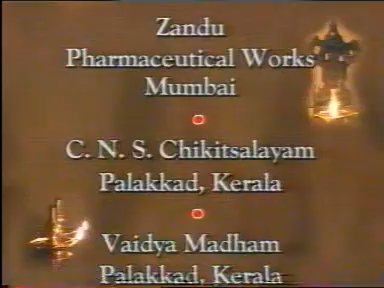 Zandu
Pharmaceutical Works
Mumbai
C. N. S. Chikitsalayam
Palakkad, Kerala
Vaidya Madham
Palakkad, Kerala